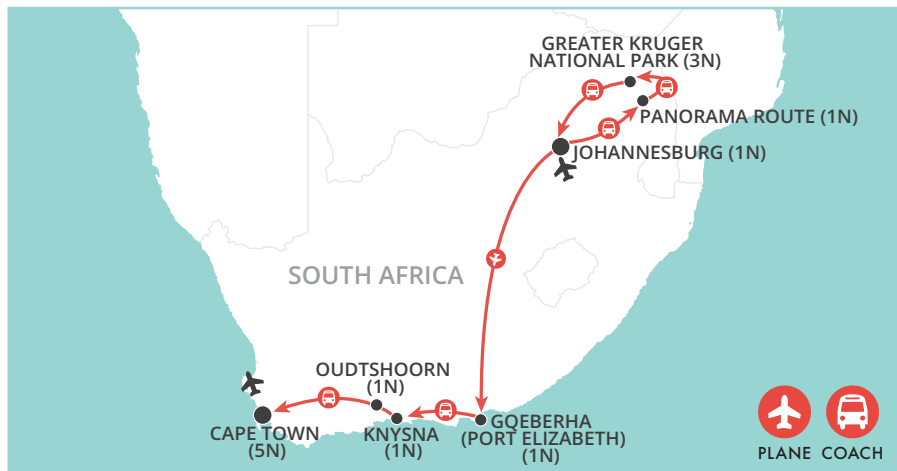 GREATER KRUGER
NATIONAL PARK (3N)
PANORAMA ROUTE (1N)
JOHANNESBURG (1N)
SOUTH AFRICA
OUDTSHOORN
(1N)
CAPE TOWN
(5N)
KNYSNA
(1N)
GQEBERHA
(PORT ELIZABETH)
(1N)
PLANE COACH